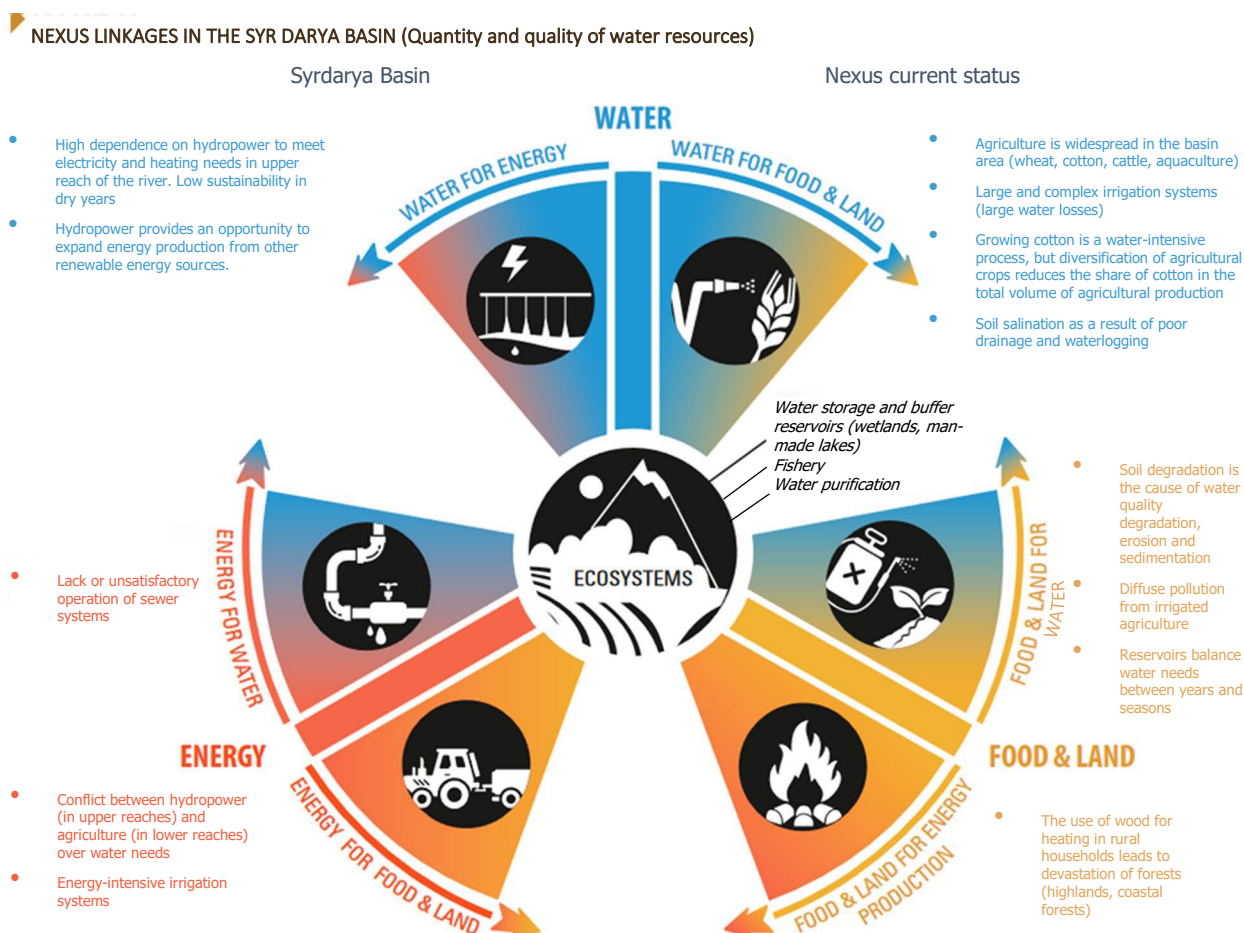 NEXUS LINKAGES IN THE SYR DARYA BASIN (Quantity and quality of water resources)
Syrdarya Basin
Nexus current status
WATER
WATER FOR ENERGY
WATER FOR FOOD & LAND
• High dependence on hydropower to meet
electricity and heating needs in upper
reach of the river. Low sustainability in
dry years
• Hydropower provides an opportunity to
expand energy production from other
renewable energy sources.
• Agriculture is widespread in the basin
area (wheat, cotton, cattle, aquaculture)
• Large and complex irrigation systems
(large water losses)
• Growing cotton is a water-intensive
process, but diversification of agricultural
crops reduces the share of cotton in the
total volume of agricultural production
• Soil salination as a result of poor
drainage and waterlogging
Water storage and buffer
reservoirs (wetlands, man-
made lakes)
Fishery
Water purification
ECOSYSTEMS
ENERGY FOR WATER
• Lack or unsatisfactory
operation of sewer
systems
FOOD & LAND FOR
WATER
• Soil degradation is
the cause of water
quality
degradation,
erosion and
sedimentation
• Diffuse pollution
from irrigated
agriculture
• Reservoirs balance
water needs
between years and
seasons
ENERGY
FOOD & LAND
• Conflict between hydropower
(in upper reaches) and
agriculture (in lower reaches)
over water needs
• Energy-intensive irrigation
systems
ENERGY FOR FOOD & LAND
FOOD & LAND FOR ENERGY
PRODUCTION
• The use of wood for
heating in rural
households leads to
devastation of forests
(highlands, coastal
forests)